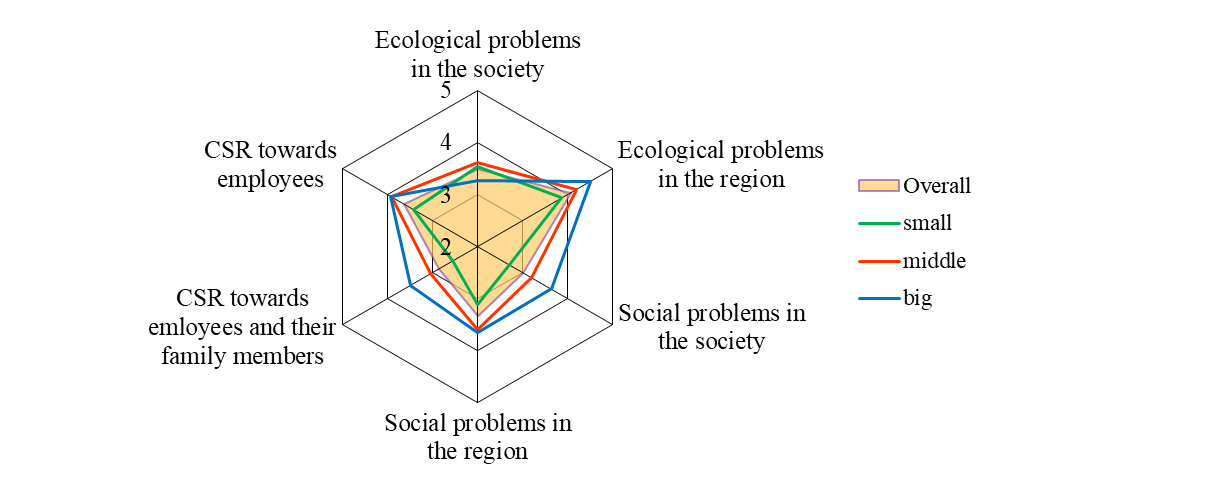 Ecological problems
in the society
5
4
3
2
Ecological problems
in the region
Social problems in
the society
Social problems in
the region
CSR towards
emloyees and their
family members
CSR towards
employees
Overall
small
middle
big